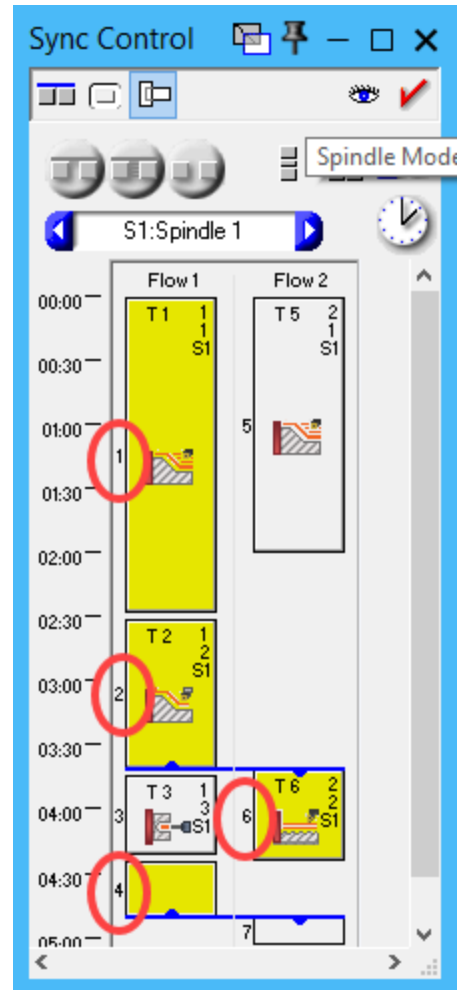 Sync Control
Spindle Mode
S1:Spindle 1
Flow 1 Flow 2
00:00
T 1 1
1
S1
T 5 2
1
S1
00:30
01:00
5
1
01:30
02:00
02:30
T 2 1
2
S1
03:00
2
03:30
T 3 1
3
S1
T 6 2
2
S1
04:00
3
6
04:30
4
7
05:00